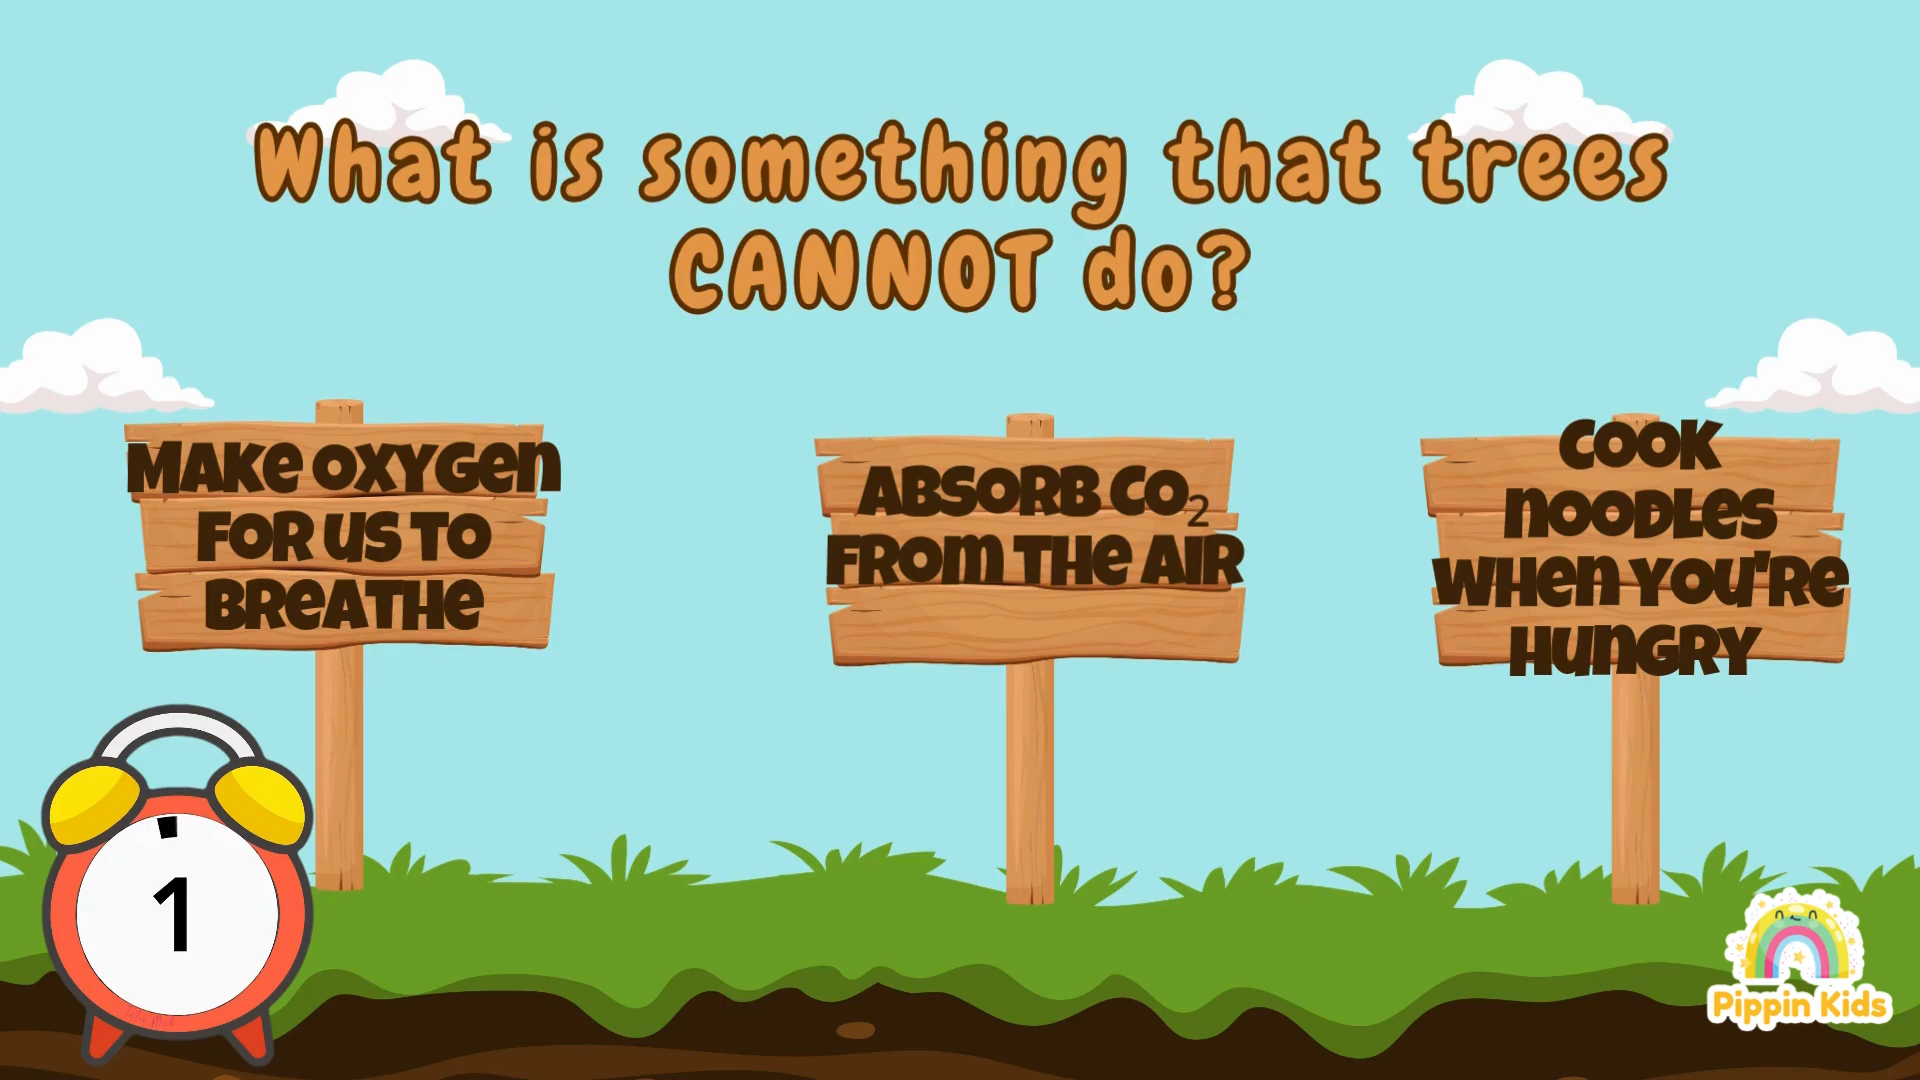 What is something that trees
CANNOT do?
MAKE OXYGEN
FOR US TO
BREATHE
ABSORB CO₂
FROM THE AIR
COOK
NOODLES
WHEN YOU'RE
HUNGRY
1
Pippin Kids